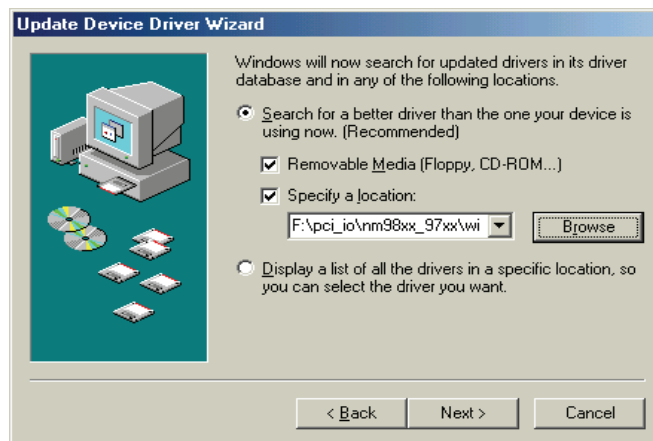 Update Device Driver Wizard
Windows will now search for updated drivers in its driver
database and in any of the following locations.
Search for a better driver than the one your device is
using now. (Recommended)
Removable Media (Floppy, CD-ROM...)
Specify a location:
F:\pci_io\nm98xx_97xx\wi
Browse
Display a list of all the drivers in a specific location, so
you can select the driver you want.
< Back
Next >
Cancel